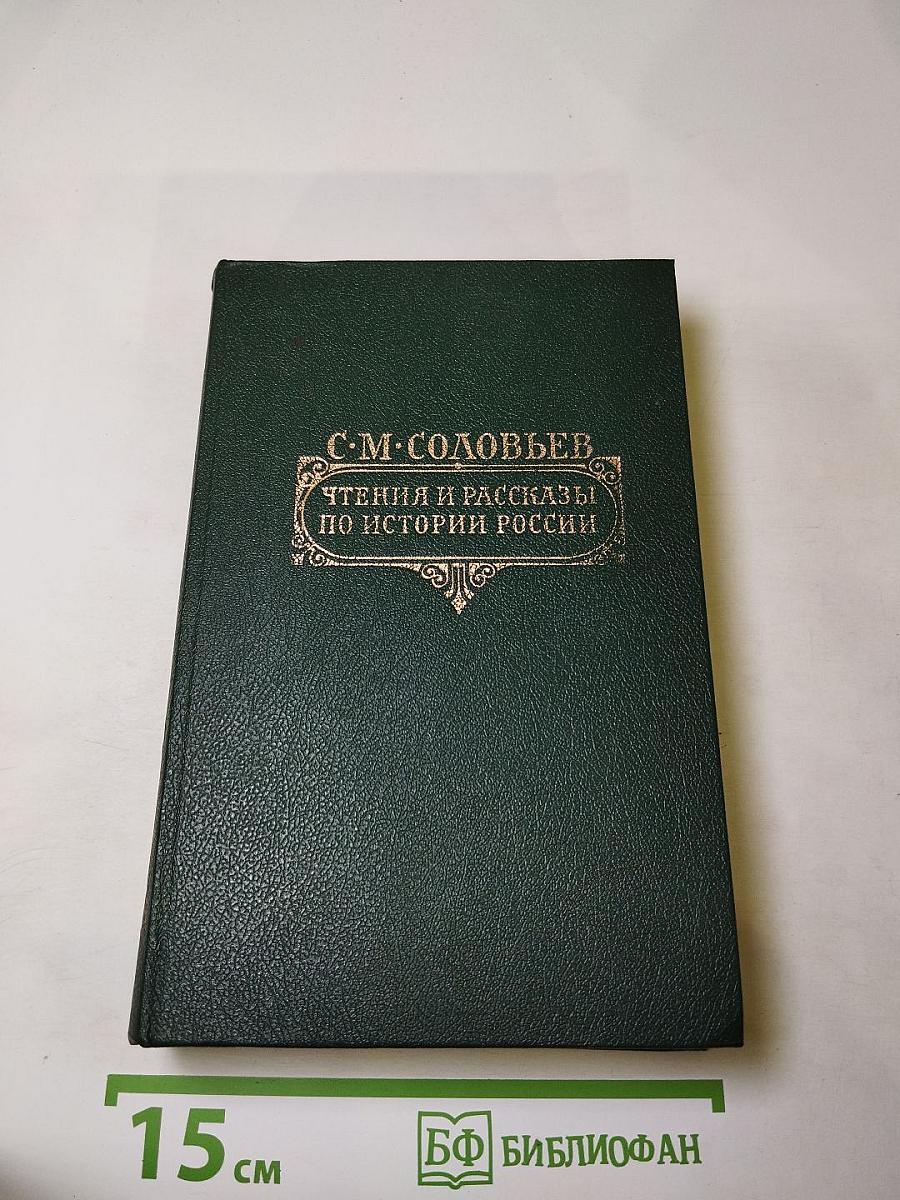 С·М·СОЛОВЬЕВ
ЧТЕНИЯ И РАССКАЗЫ
ПО ИСТОРИИ РОССИИ
15 см
БФ БИБЛИОФАН